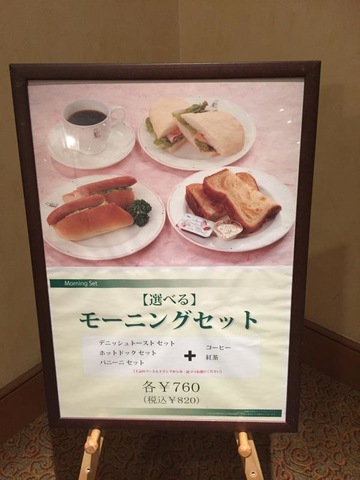 Morning Set
【選べる】
モーニングセット
デニッシュトースト セット
ホットドック セット
パニーニ セット
+
コーヒー
紅茶
各￥760
(税込￥820)